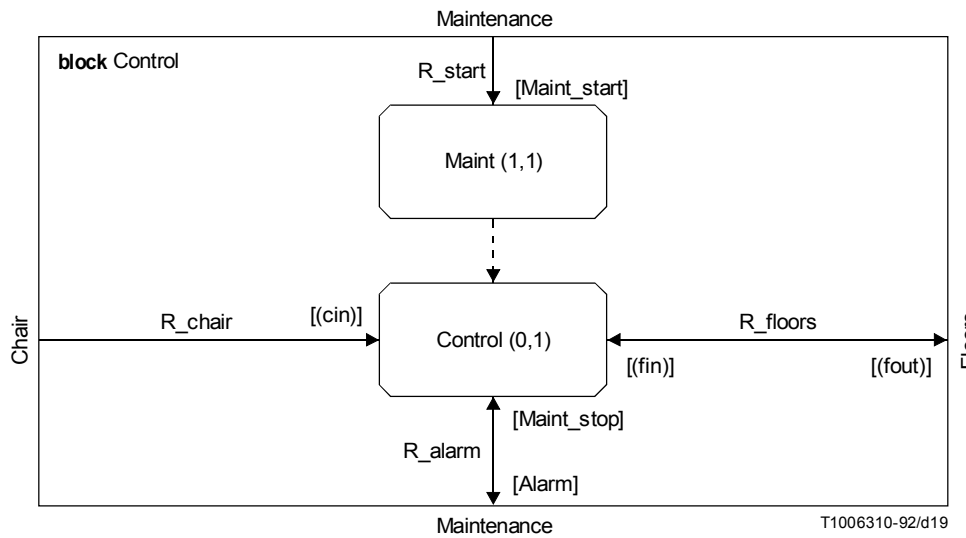 Maintenance
block Control
R_start
[Maint_start]
Maint (1,1)
Chair
R_chair
[(cin)]
Control (0,1)
R_floors
[(fin)]
[(fout)]
[Maint_stop]
R_alarm
[Alarm]
Maintenance
T1006310-92/d19